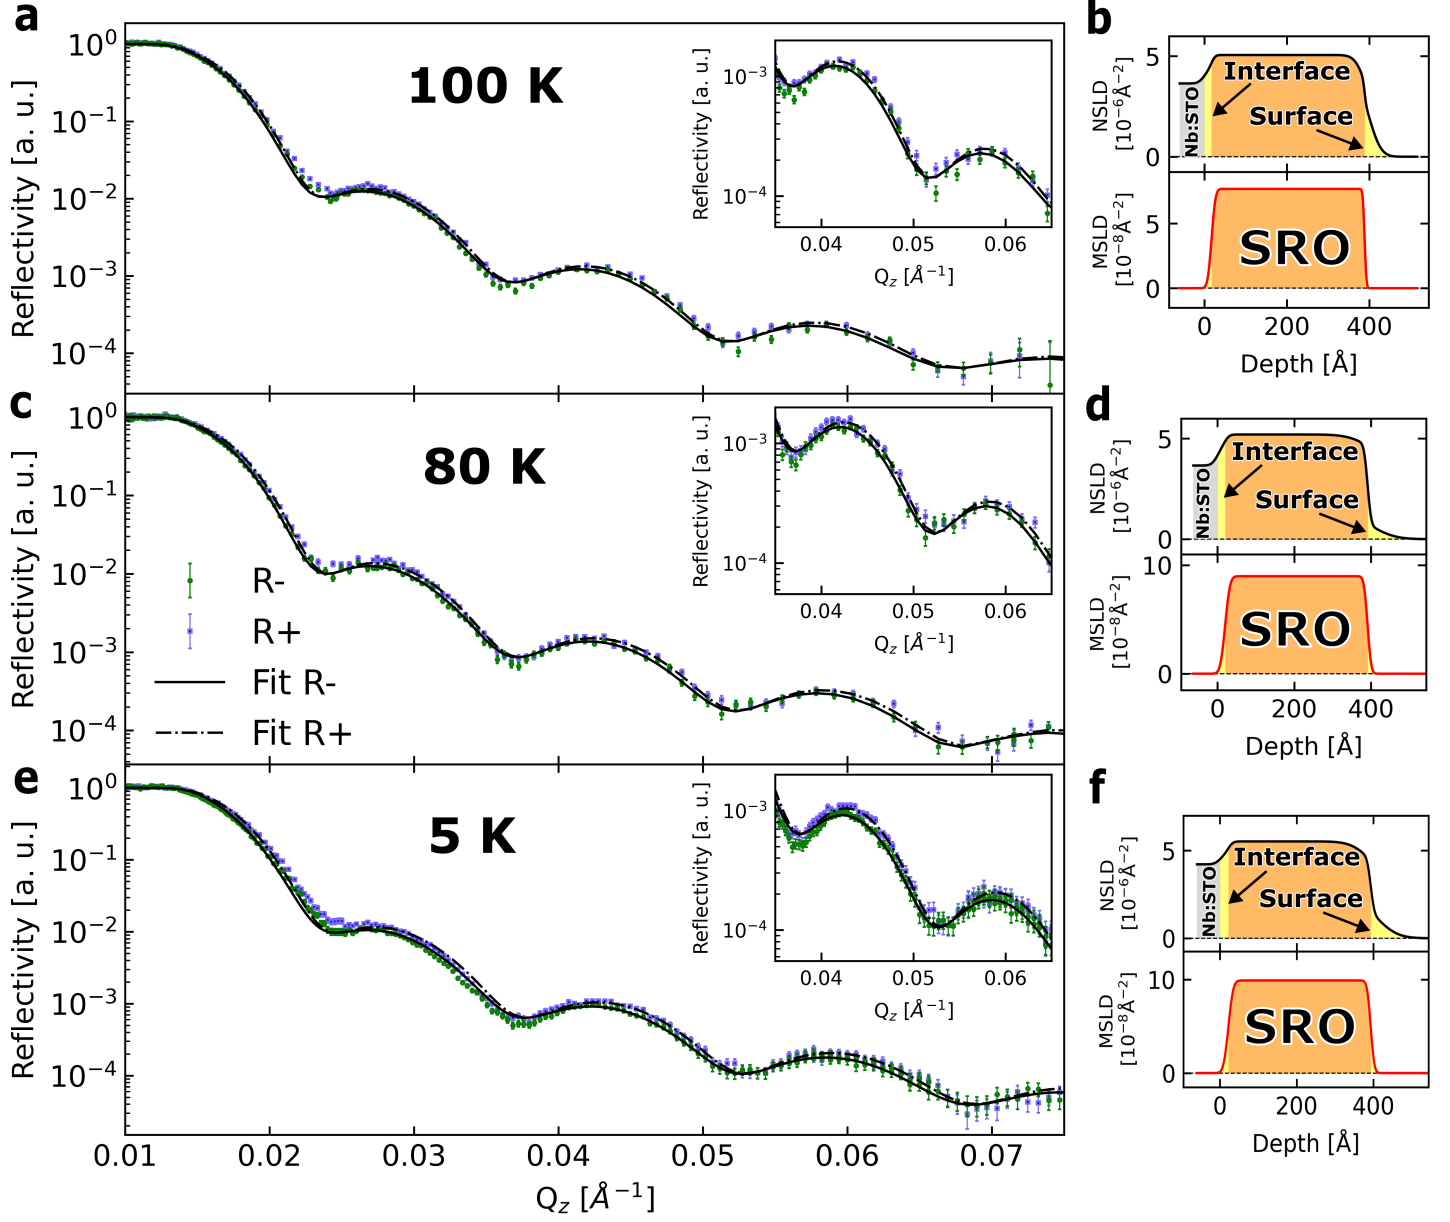 a
Reflectivity [a. u.]
10⁰
10⁻¹
10⁻²
10⁻³
10⁻⁴
100 K
Reflectivity [a. u.]
10⁻³
10⁻⁴
0.04 0.05 0.06
Q_z [Å⁻¹]
b
NSLD
[10⁻⁶Å⁻²]
5
0
Nb:STO
Interface
Surface
MSLD
[10⁻⁸Å⁻²]
5
0
SRO
0 200 400
Depth [Å]
c
Reflectivity [a. u.]
10⁰
10⁻¹
10⁻²
10⁻³
10⁻⁴
80 K
R-
R+
Fit R-
Fit R+
Reflectivity [a. u.]
10⁻³
10⁻⁴
0.04 0.05 0.06
Q_z [Å⁻¹]
d
NSLD
[10⁻⁶Å⁻²]
5
0
Nb:STO
Interface
Surface
MSLD
[10⁻⁸Å⁻²]
10
0
SRO
0 200 400
Depth [Å]
e
Reflectivity [a. u.]
10⁰
10⁻¹
10⁻²
10⁻³
10⁻⁴
5 K
Reflectivity [a. u.]
10⁻³
10⁻⁴
0.04 0.05 0.06
Q_z [Å⁻¹]
0.01 0.02 0.03 0.04 0.05 0.06 0.07
Q_z [Å⁻¹]
f
NSLD
[10⁻⁶Å⁻²]
5
0
Nb:STO
Interface
Surface
MSLD
[10⁻⁸Å⁻²]
10
0
SRO
0 200 400
Depth [Å]